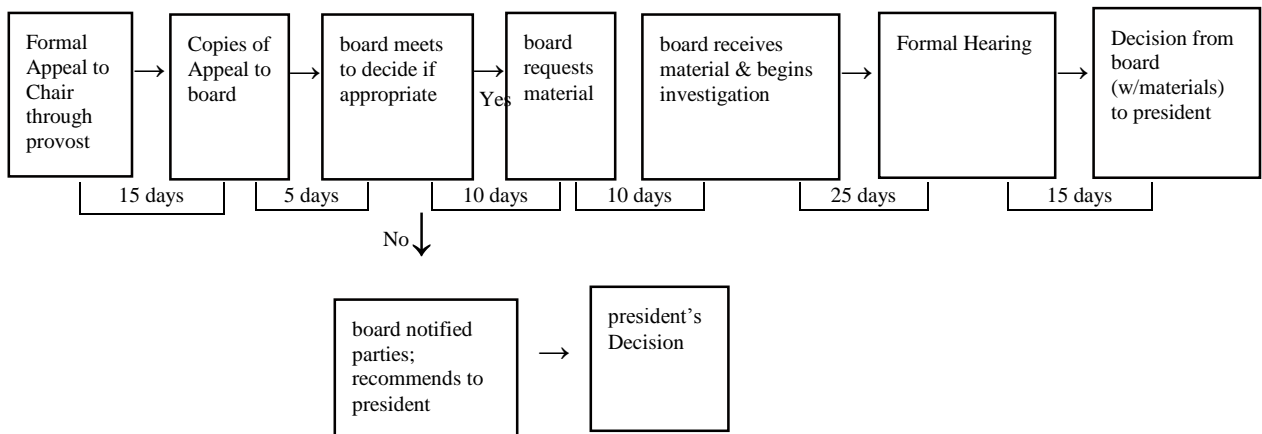 Formal
Appeal to
Chair
through
provost
Copies of
Appeal to
board
board meets
to decide if
appropriate
Yes
board
requests
material
board receives
material & begins
investigation
Formal Hearing
Decision from
board
(w/materials)
to president
15 days
5 days
10 days
10 days
25 days
15 days
No
board notified
parties;
recommends to
president
president’s
Decision